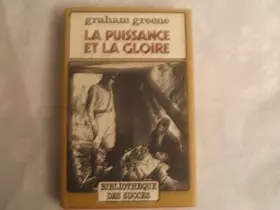 graham greene
LA PUISSANCE
ET LA GLOIRE
BIBLIOTHEQUE
DES SUCCES